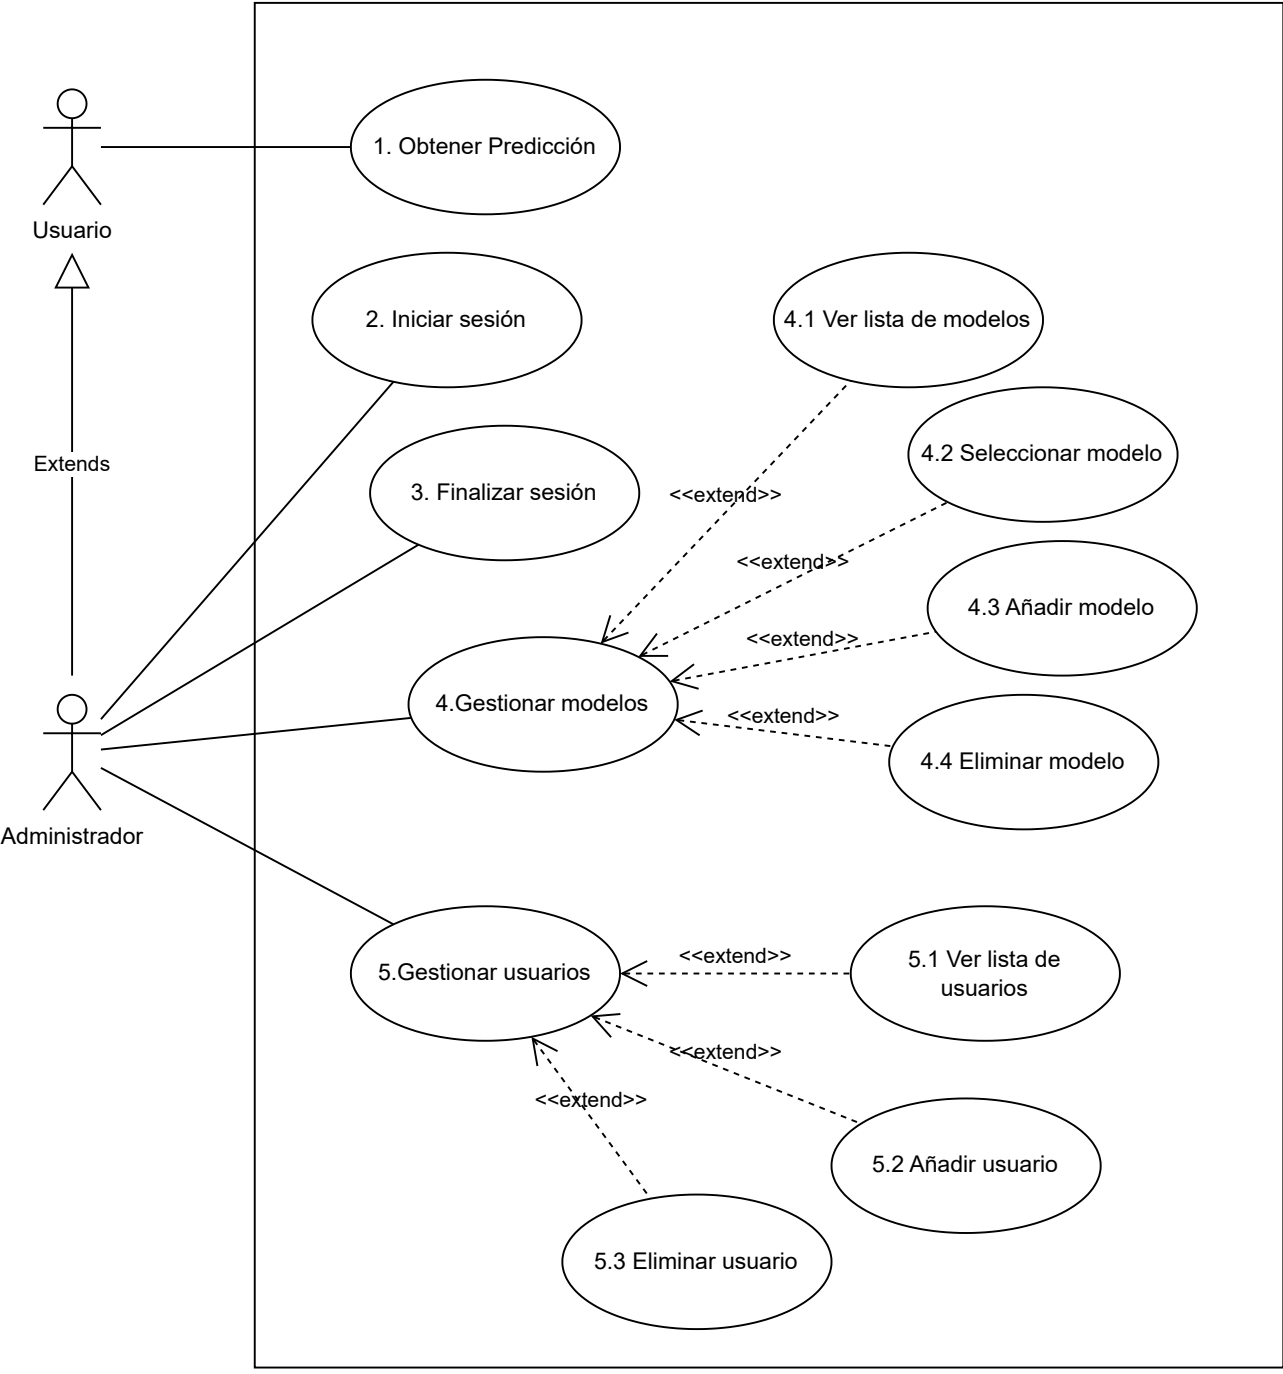 1. Obtener Predicción
Usuario
2. Iniciar sesión
4.1 Ver lista de modelos
Extends
3. Finalizar sesión
4.2 Seleccionar modelo
<<extend>>
<<extend>>
4.3 Añadir modelo
<<extend>>
4.Gestionar modelos
<<extend>>
4.4 Eliminar modelo
Administrador
5.Gestionar usuarios
<<extend>>
5.1 Ver lista de
usuarios
<<extend>>
<<extend>>
5.2 Añadir usuario
5.3 Eliminar usuario